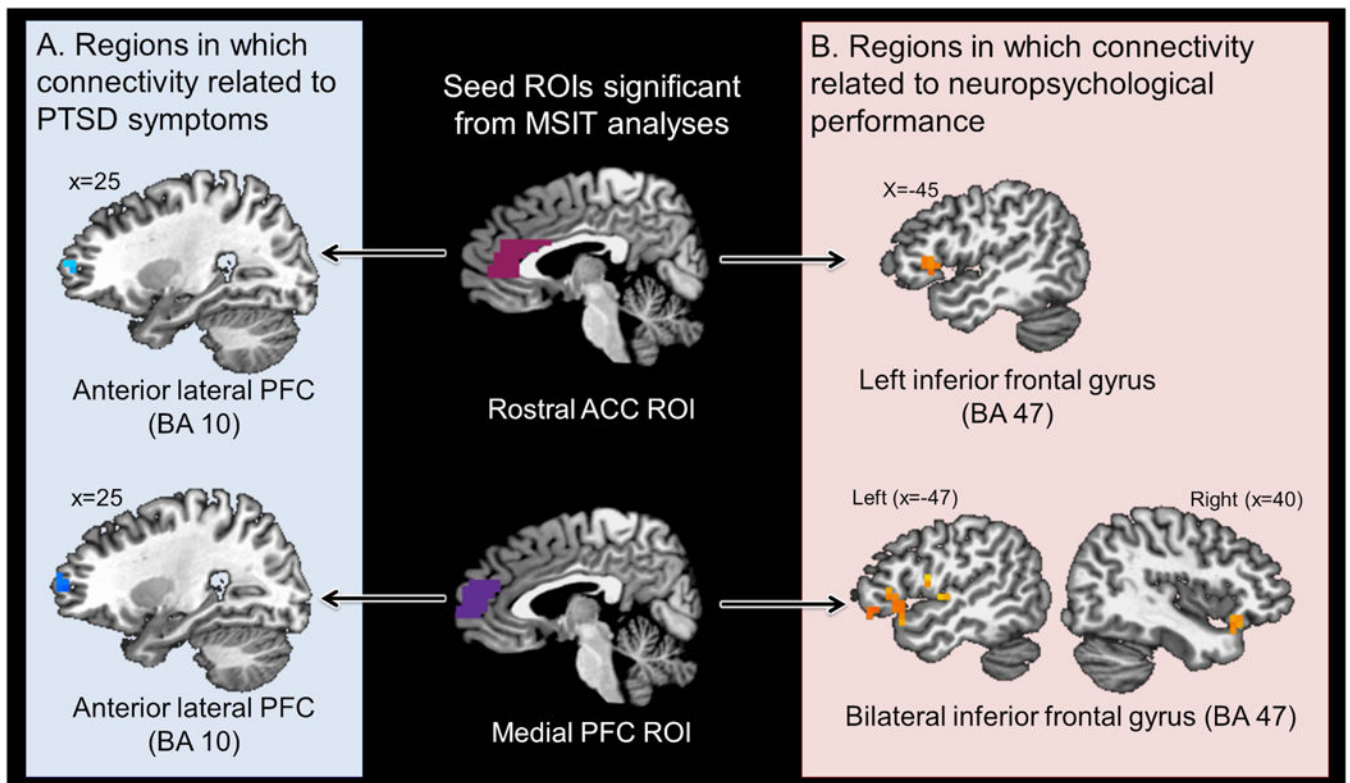 A. Regions in which
connectivity related to
PTSD symptoms
x=25
Anterior lateral PFC
(BA 10)
x=25
Anterior lateral PFC
(BA 10)
Seed ROIs significant
from MSIT analyses
Rostral ACC ROI
Medial PFC ROI
B. Regions in which connectivity
related to neuropsychological
performance
X=-45
Left inferior frontal gyrus
(BA 47)
Left (x=-47)
Right (x=40)
Bilateral inferior frontal gyrus (BA 47)